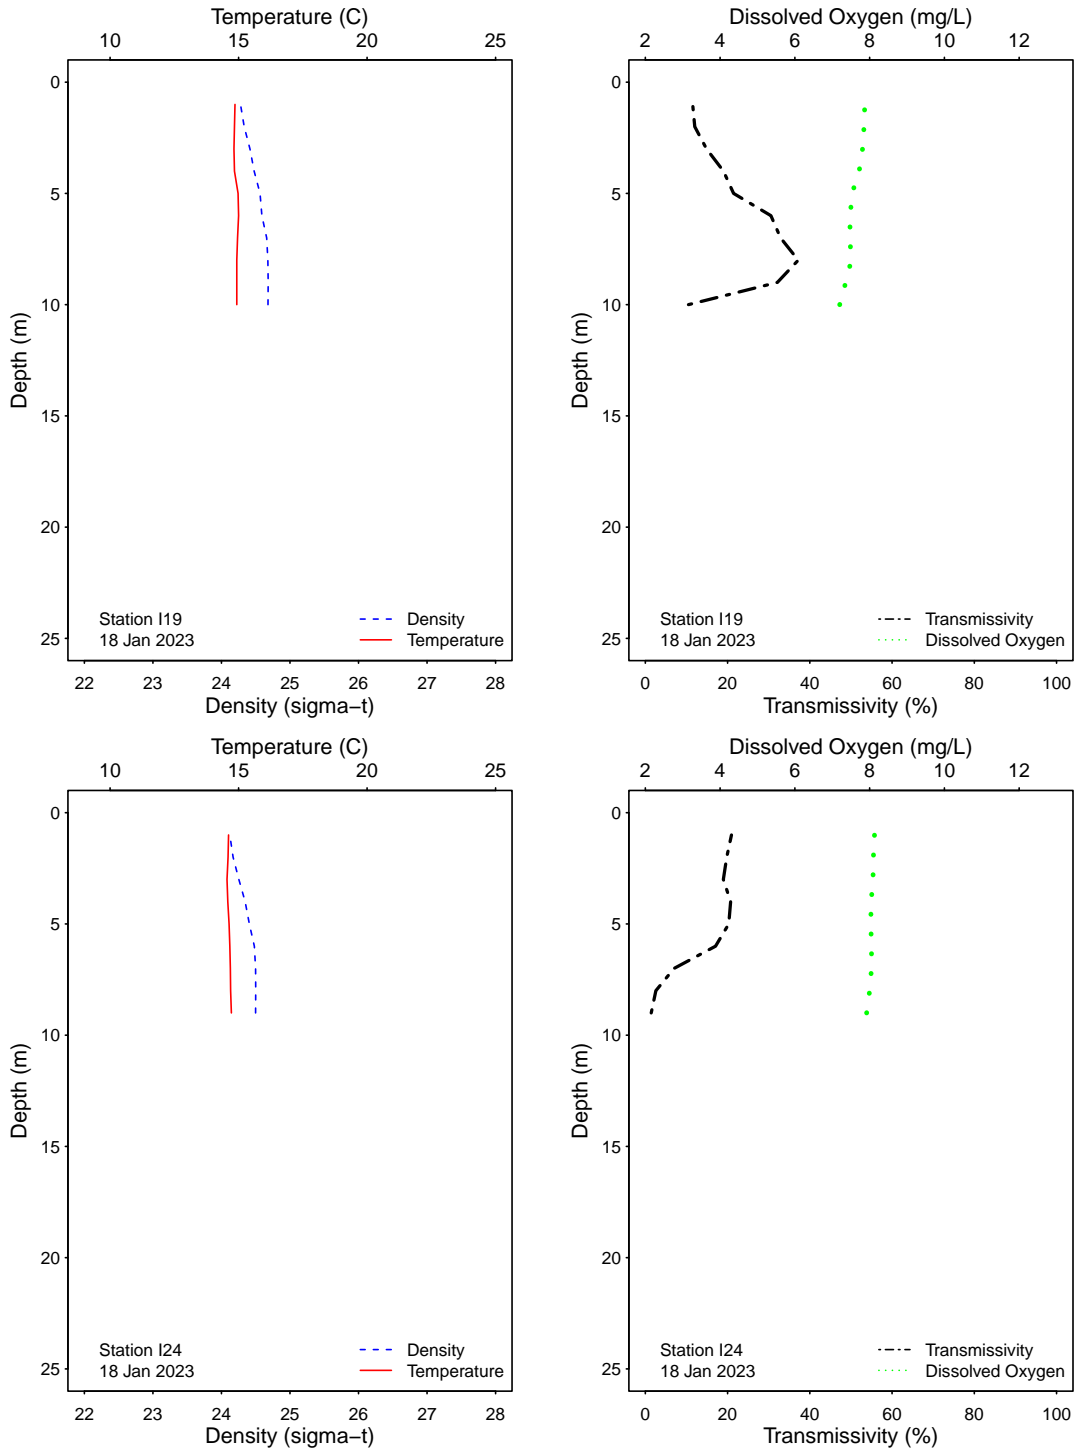 Temperature (C) Dissolved Oxygen (mg/L)
10 15 20 25 2 4 6 8 10 12
0 0
5 5
10 10
Depth (m) Depth (m)
15 15
20 20
Station I19 Density Station I19 Transmissivity
25 18 Jan 2023 Temperature 25 18 Jan 2023 Dissolved Oxygen
22 23 24 25 26 27 28 0 20 40 60 80 100
Density (sigma−t) Transmissivity (%)
Temperature (C) Dissolved Oxygen (mg/L)
10 15 20 25 2 4 6 8 10 12
0 0
5 5
10 10
Depth (m) Depth (m)
15 15
20 20
Station I24 Density Station I24 Transmissivity
25 18 Jan 2023 Temperature 25 18 Jan 2023 Dissolved Oxygen
22 23 24 25 26 27 28 0 20 40 60 80 100
Density (sigma−t) Transmissivity (%)